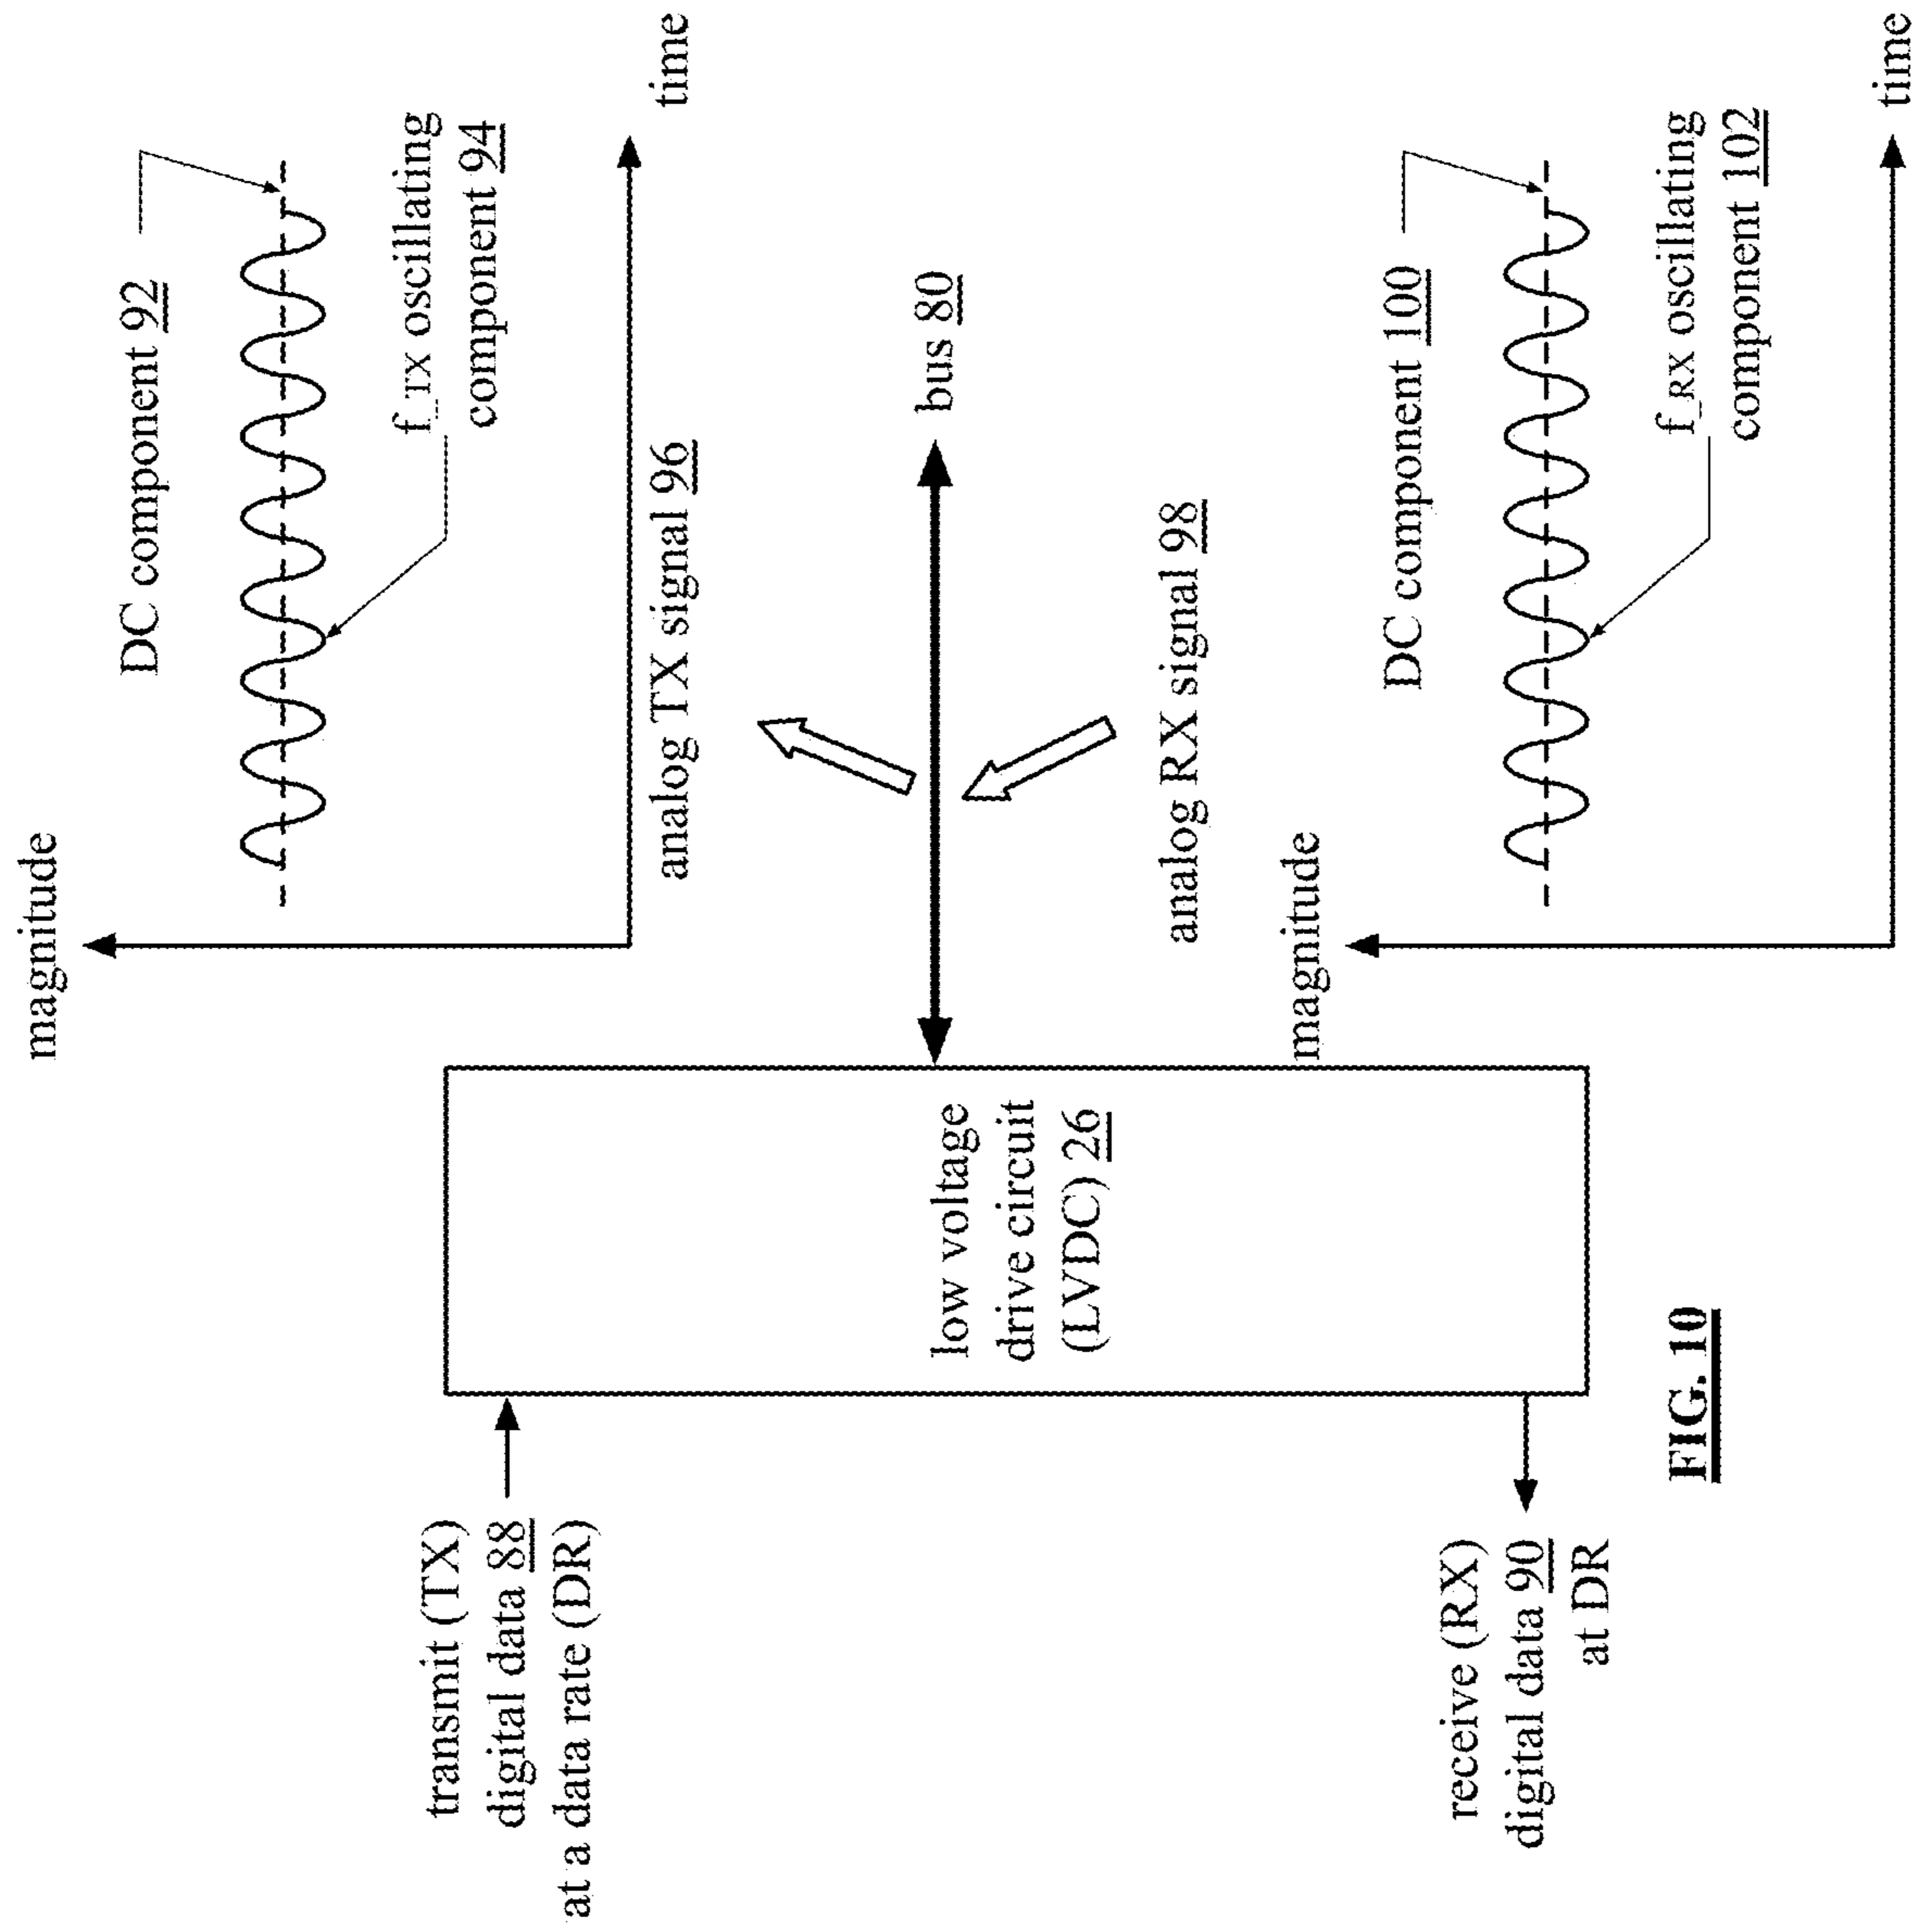 magnitude
DC component 92
f_TX oscillating
component 94
time
analog TX signal 96
transmit (TX)
digital data 88
at a data rate (DR)
low voltage
drive circuit
(LVDC) 26
bus 80
analog RX signal 98
magnitude
DC component 100
f_RX oscillating
component 102
time
receive (RX)
digital data 90
at DR
FIG. 10